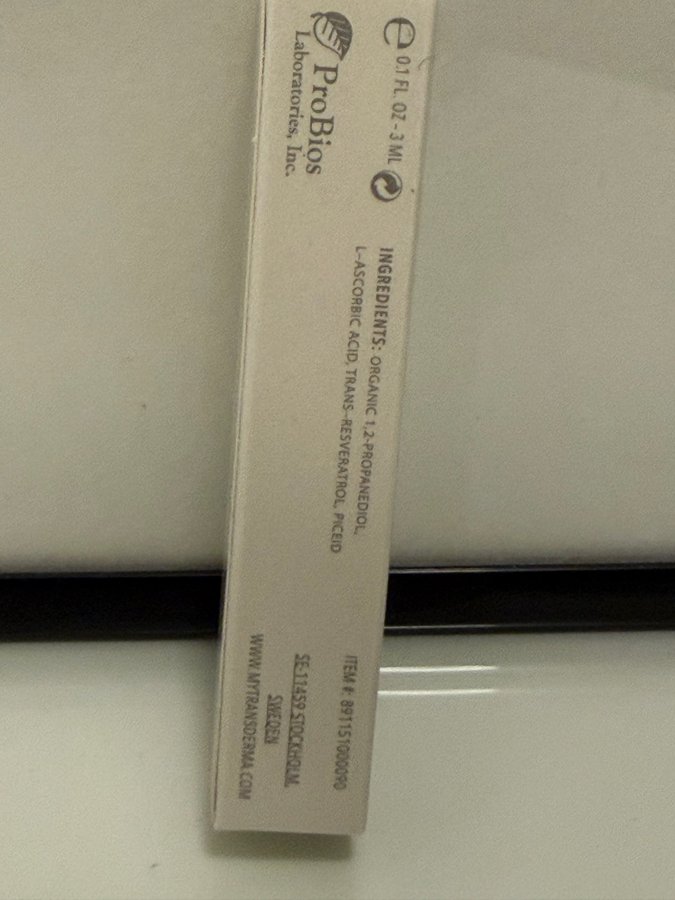 ProBios
Laboratories, Inc.
e 0.1 FL. OZ - 3 ML
INGREDIENTS: ORGANIC 1,2-PROPANEDIOL,
L-ASCORBIC ACID, TRANS-RESVERATROL, PICEID
ITEM #: 891151000090
SE-11459 STOCKHOLM,
SWEDEN
WWW.MYTRANSDERMA.COM